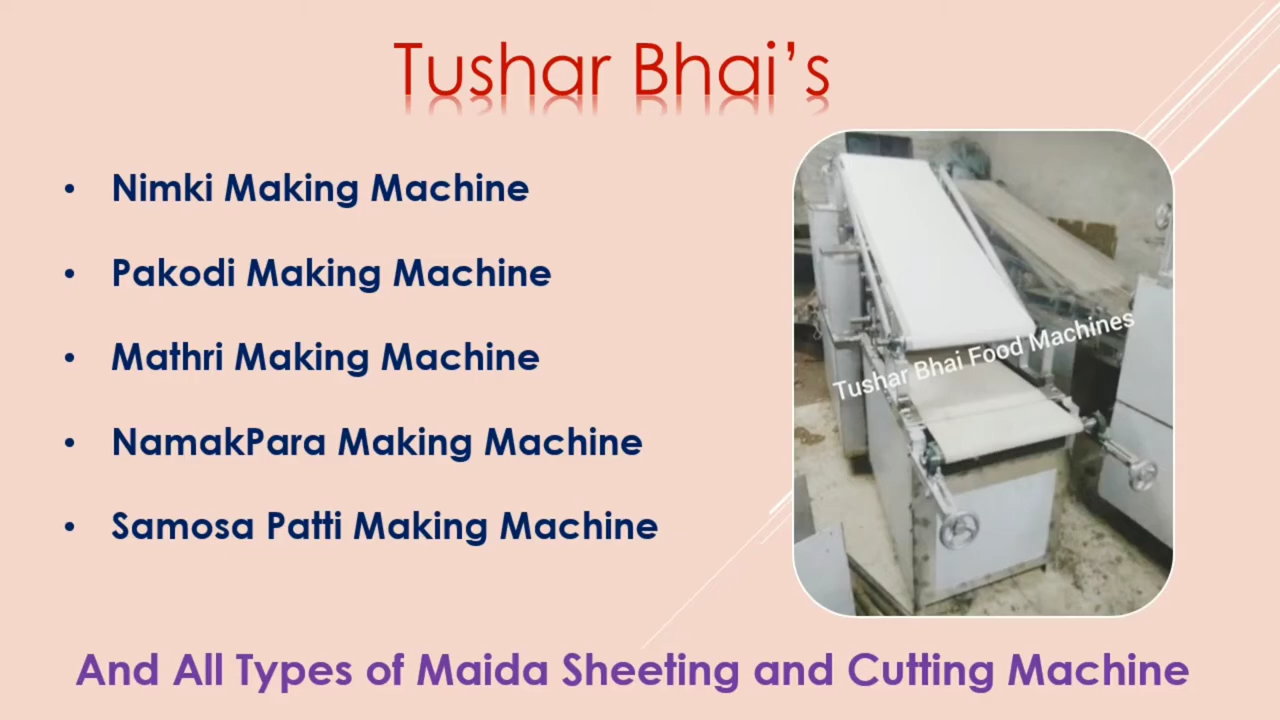 Tushar Bhai’s
• Nimki Making Machine
• Pakodi Making Machine
• Mathri Making Machine
• NamakPara Making Machine
• Samosa Patti Making Machine
Tushar Bhai Food Machines
And All Types of Maida Sheeting and Cutting Machine